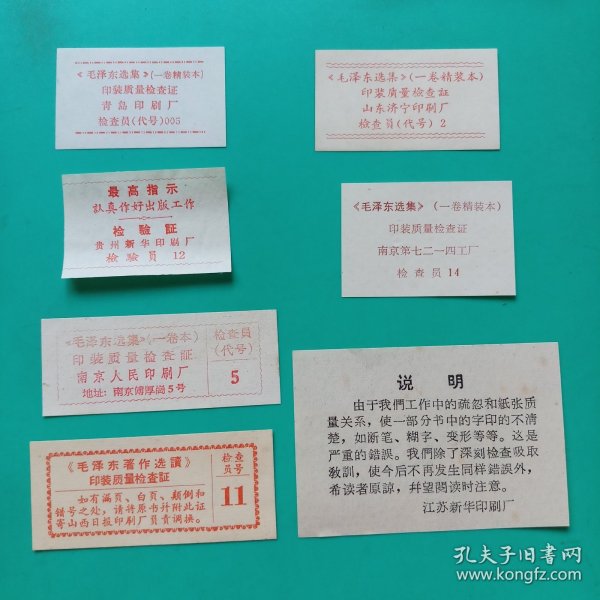 《毛泽东选集》(一卷精装本)
印装质量检查证
青岛印刷厂
检查员(代号)005
《毛泽东选集》(一卷精装本)
印装质量检查証
山东济宁印刷厂
检查员(代号) 2
最高指示
認真作好出版工作
检驗証
贵州新华印刷厂
检驗員 12
《毛泽东选集》(一卷精装本)
印装质量检查证
南京第七二一四工厂
检查员14
《毛泽东选集》(一卷本)
印装质量检查証
南京人民印刷厂
地址: 南京 5号
检查員
(代号)
5
《毛泽东著作选讀》
印装质量检查証
如有漏页、白页、颠倒和
错号之处,请将原书并附此证
寄山西日报印刷厂员责调换。
检查
员号
11
说明
由于我們工作中的疏忽和紙张质
量关系,使一部分书中的字印的不清
楚,如断笔、糊字、变形等等。这是
严重的錯誤。我們除了深刻检查吸取
敎訓,使今后不再发生同样錯誤外,
希读者原諒,幷望閱读时注意。
江苏新华印刷厂
孔夫子旧书网
www.kongfz.com